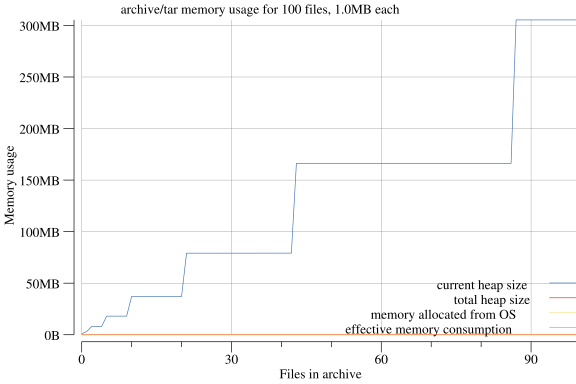 archive/tar memory usage for 100 files, 1.0MB each
300MB
250MB
200MB
150MB
100MB
50MB
0B
Memory usage
current heap size
total heap size
memory allocated from OS
effective memory consumption
0 30 60 90
Files in archive